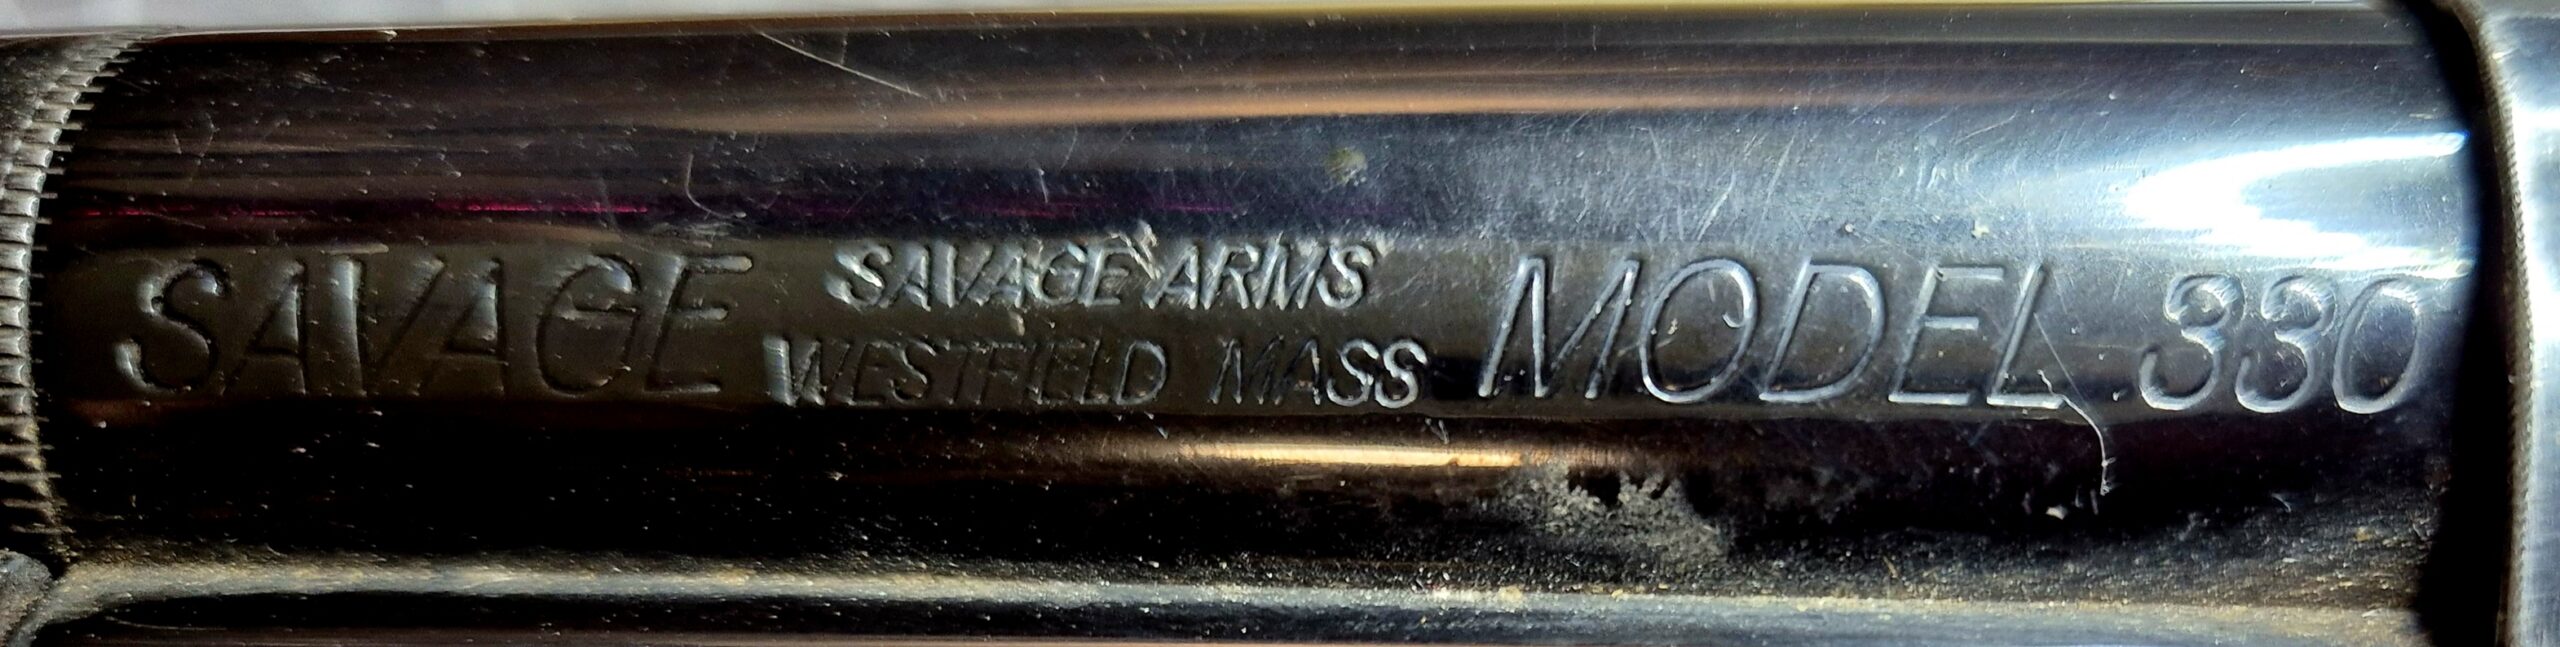 SAVAGE
SAVAGE ARMS
WESTFIELD MASS
MODEL 330